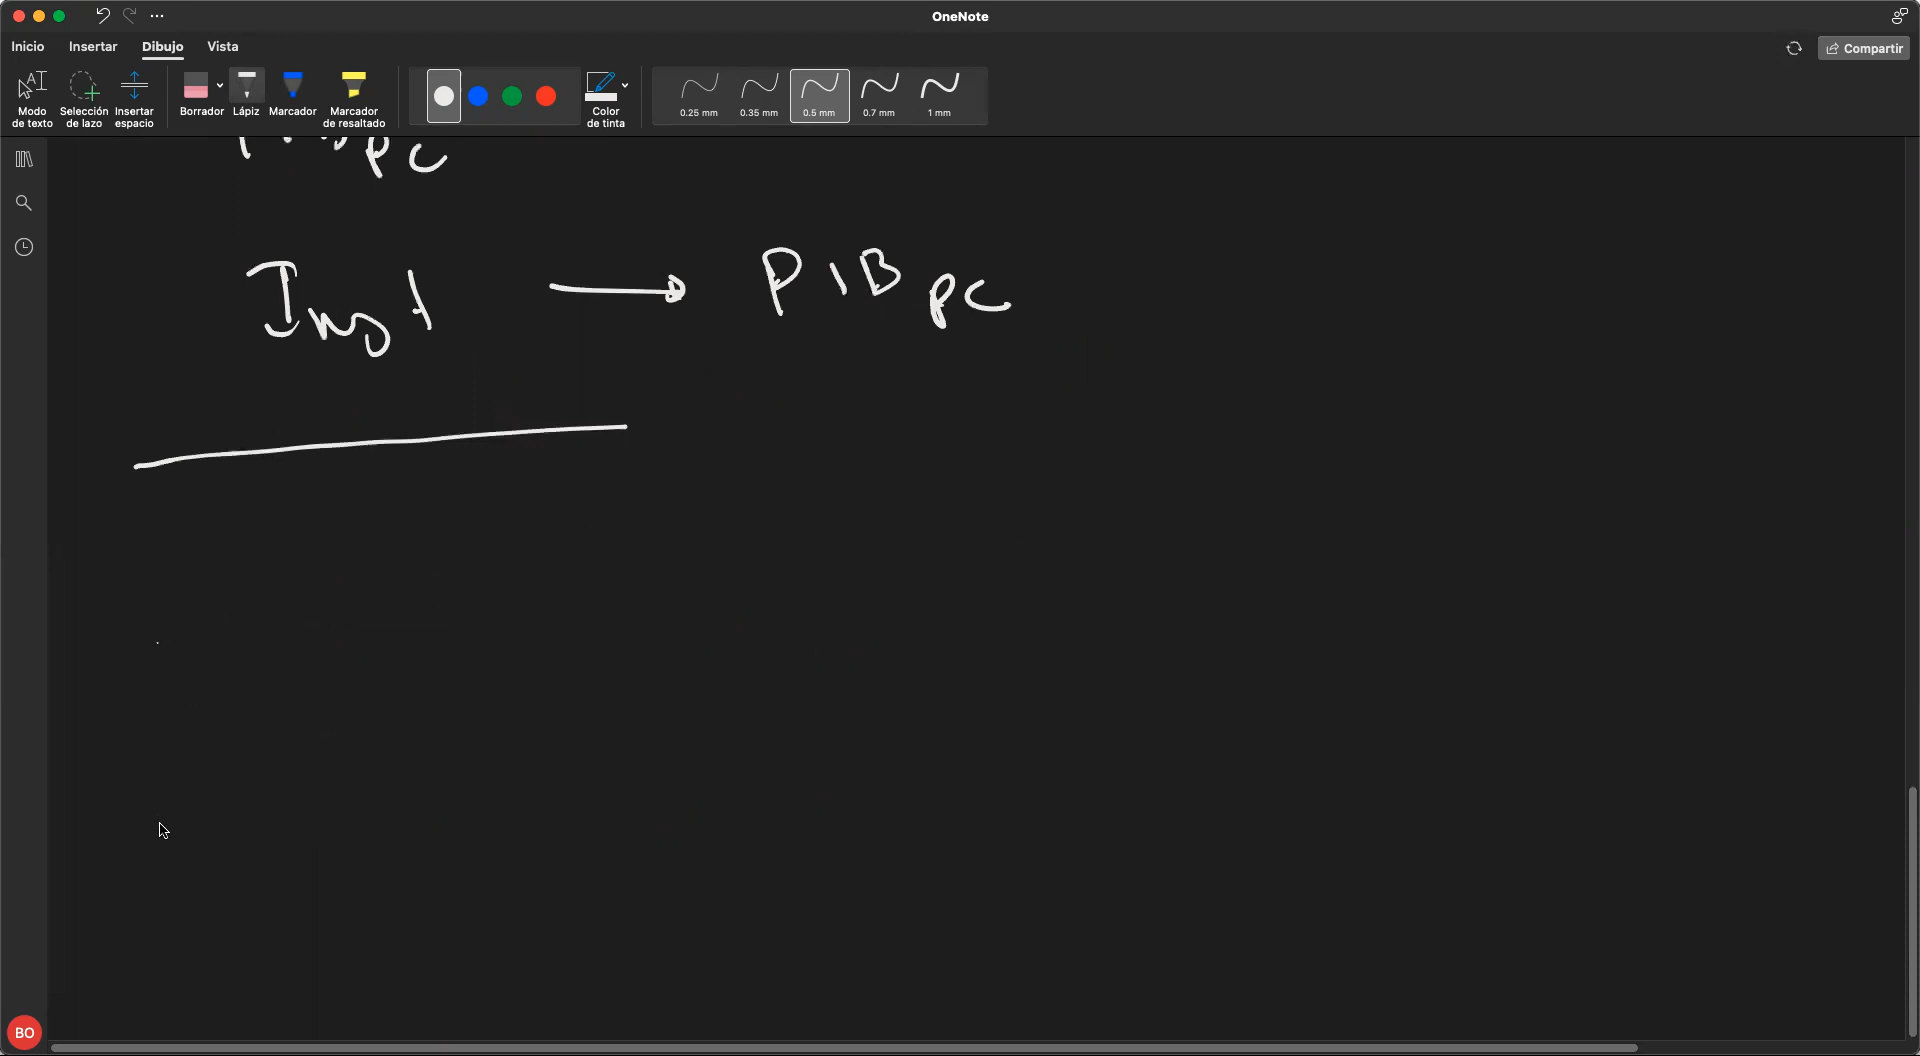 OneNote
Inicio Insertar Dibujo Vista
Compartir
Modo de texto
Selección de lazo
Insertar espacio
Borrador
Lápiz
Marcador
Marcador de resaltado
Color de tinta
0.25 mm
0.35 mm
0.5 mm
0.7 mm
1 mm
pc
→ PIB pc
BO